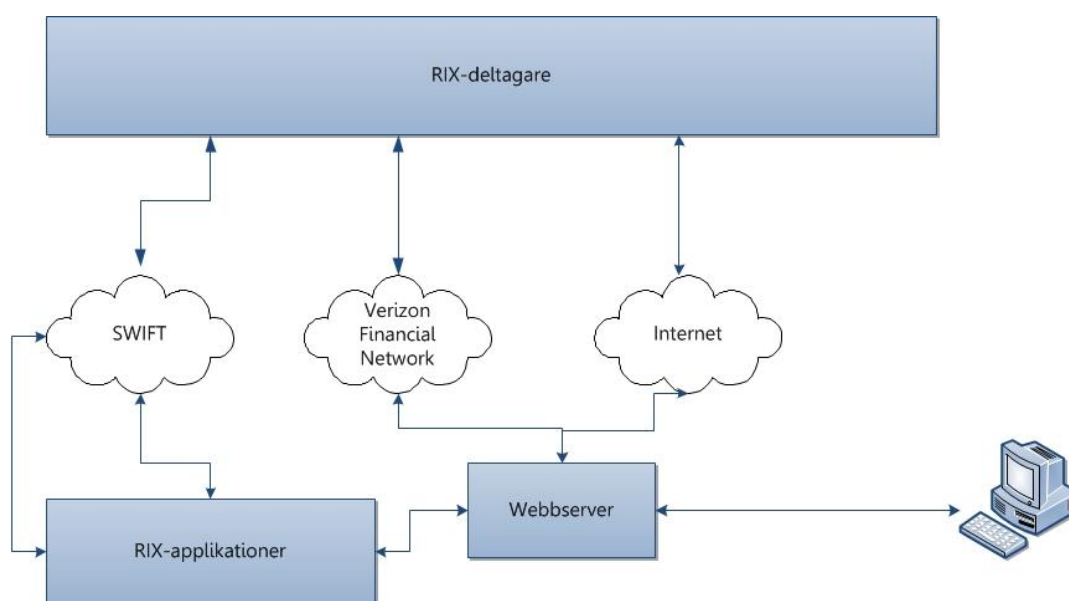 RIX-deltagare
SWIFT
Verizon
Financial
Network
Internet
Webbserver
RIX-applikationer